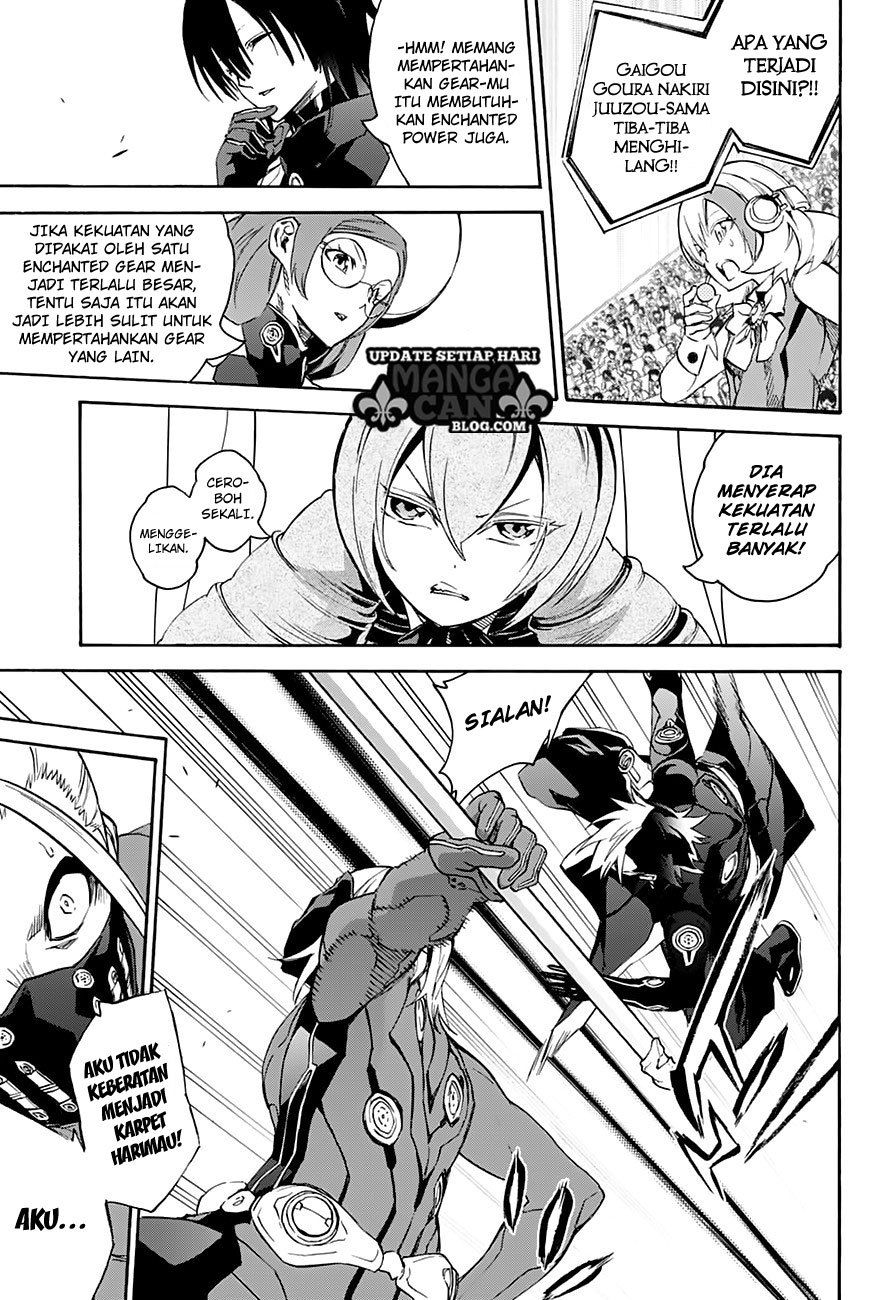 APA YANG
TERJADI
DISINI?!!
GAIGOU
GOURA NAKIRI
JUUZOU-SAMA
TIBA-TIBA
MENGHI-
LANG!!
-HMM! MEMANG
MEMPERTAHAN-
KAN GEAR-MU
ITU MEMBUTUH-
KAN ENCHANTED
POWER JUGA.
JIKA KEKUATAN YANG
DIPAKAI OLEH SATU
ENCHANTED GEAR MEN-
JADI TERLALU BESAR,
TENTU SAJA ITU AKAN
JADI LEBIH SULIT UNTUK
MEMPERTAHANKAN GEAR
YANG LAIN.
UPDATE SETIAP HARI
MANGA
CAN
BLOG.COM
DIA
MENYERAP
KEKUATAN
TERLALU
BANYAK!
CERO-
BOH
SEKALI.
MENGGE-
LIKAN.
SIALAN!
AKU TIDAK
KEBERATAN
MENJADI
KARPET
HARIMAU!
AKU...